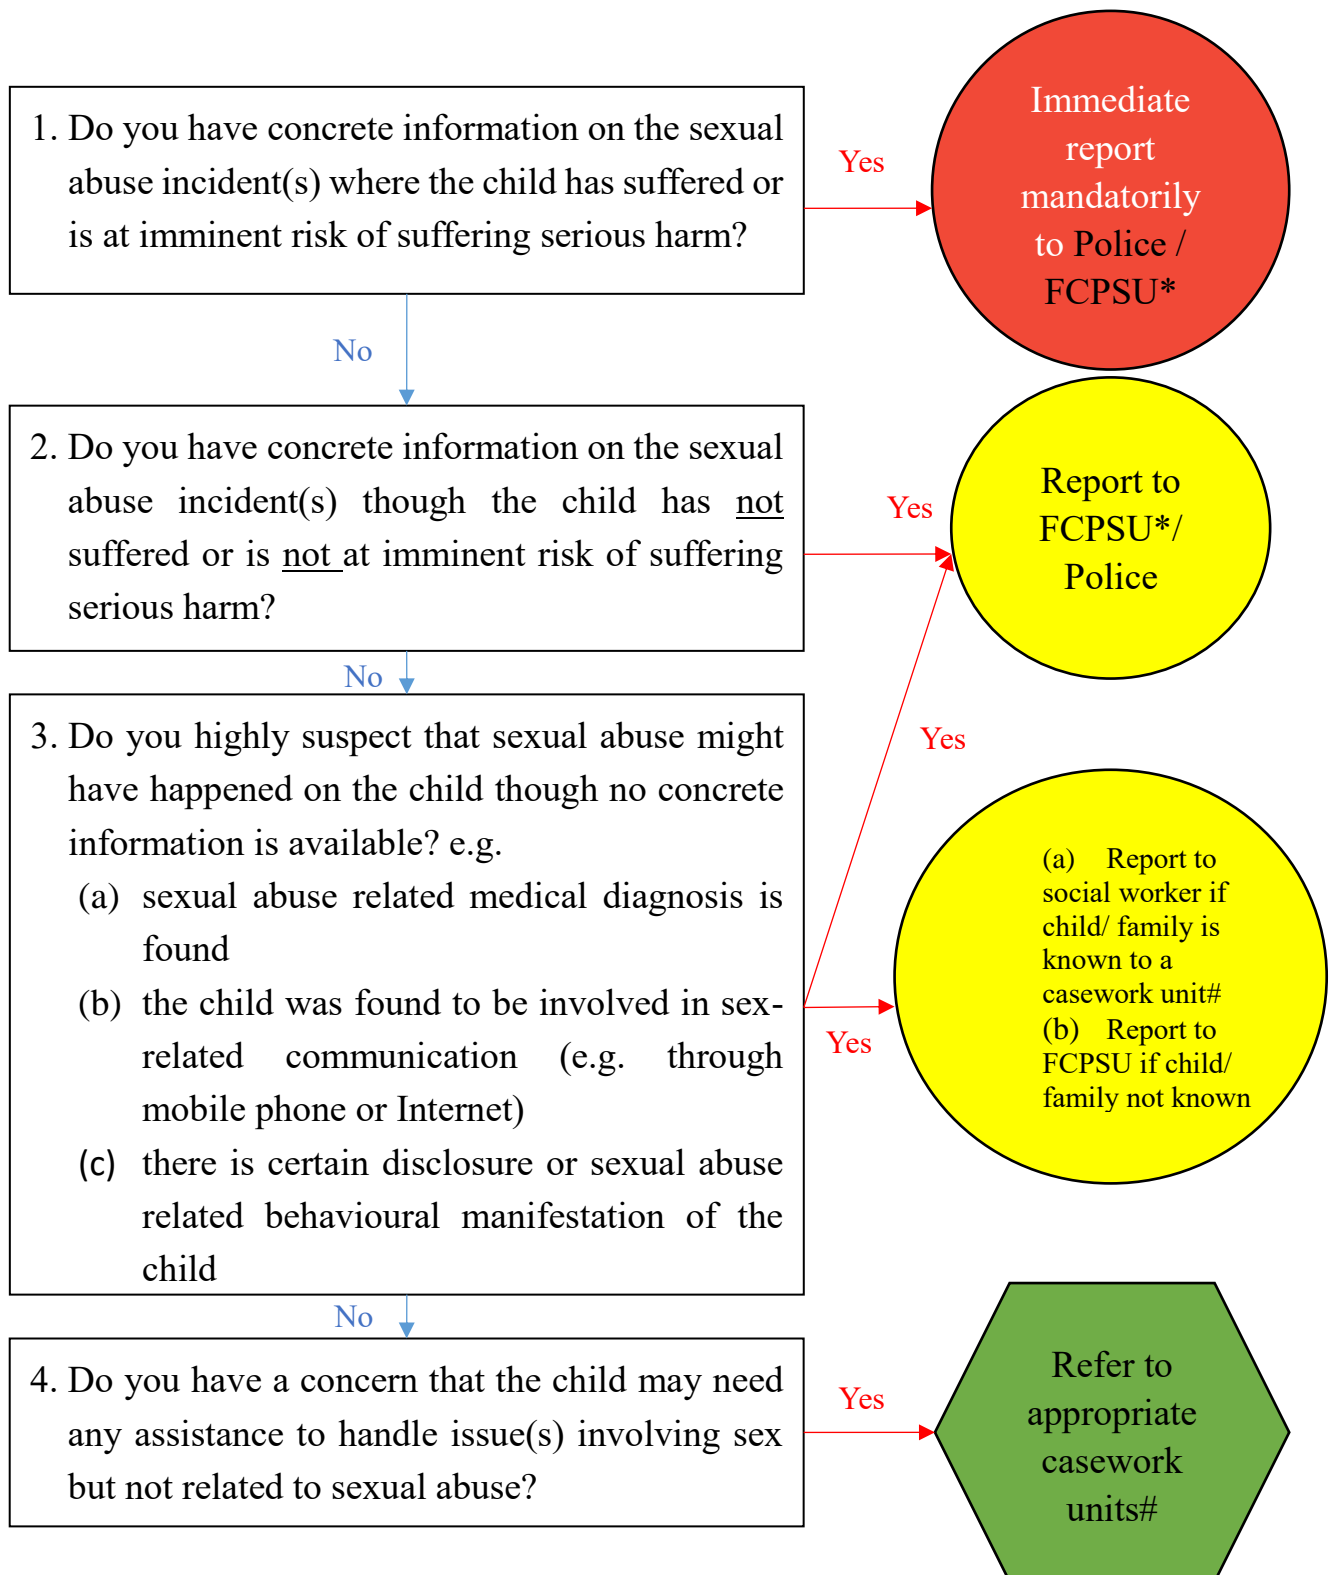 1. Do you have concrete information on the sexual
abuse incident(s) where the child has suffered or
is at imminent risk of suffering serious harm?
Yes
Immediate
report
mandatorily
to Police /
FCPSU*
No
2. Do you have concrete information on the sexual
abuse incident(s) though the child has not
suffered or is not at imminent risk of suffering
serious harm?
Yes
Report to
FCPSU*/
Police
No
3. Do you highly suspect that sexual abuse might
have happened on the child though no concrete
information is available? e.g.
(a) sexual abuse related medical diagnosis is
found
(b) the child was found to be involved in sex-
related communication (e.g. through
mobile phone or Internet)
(c) there is certain disclosure or sexual abuse
related behavioural manifestation of the
child
Yes
Yes
(a) Report to
social worker if
child/ family is
known to a
casework unit#
(b) Report to
FCPSU if child/
family not known
No
4. Do you have a concern that the child may need
any assistance to handle issue(s) involving sex
but not related to sexual abuse?
Yes
Refer to
appropriate
casework
units#